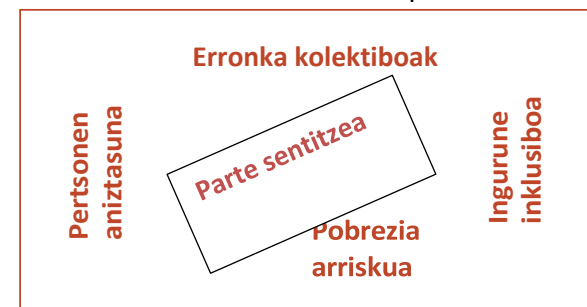 Erronka kolektiboak
Pertsonen
aniztasuna
Parte sentitzea
Ingurune
inklusiboa
Pobrezia
arriskua